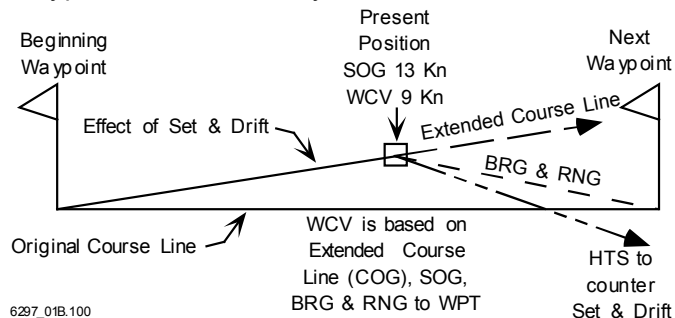 Present
Position
SOG 13 Kn
WCV 9 Kn
Beginning
Waypoint
Next
Waypoint
Effect of Set & Drift
Extended Course Line
BRG & RNG
Original Course Line
WCV is based on
Extended Course
Line (COG), SOG,
BRG & RNG to WPT
HTS to
counter
Set & Drift
6297_01B.100